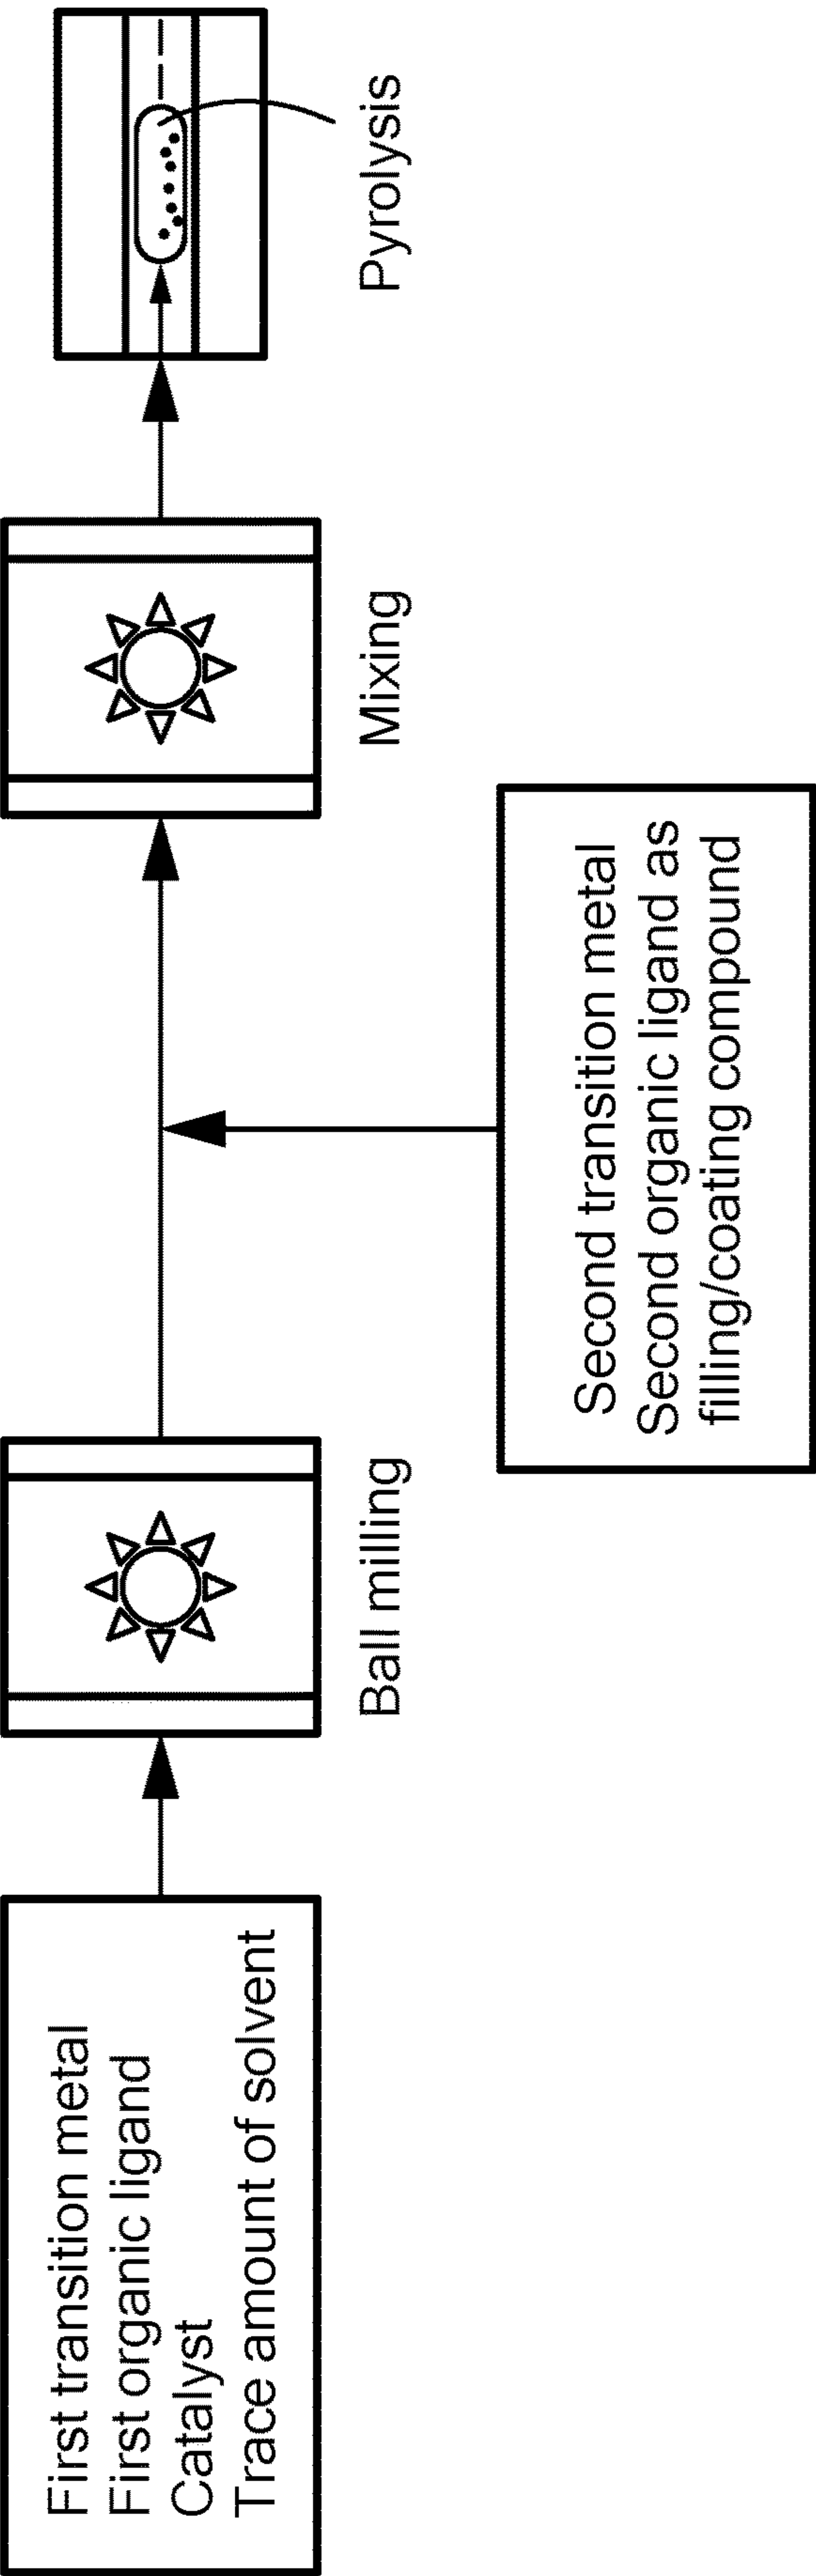 First transition metal
First organic ligand
Catalyst
Trace amount of solvent
Ball milling
Second transition metal
Second organic ligand as
filling/coating compound
Mixing
Pyrolysis